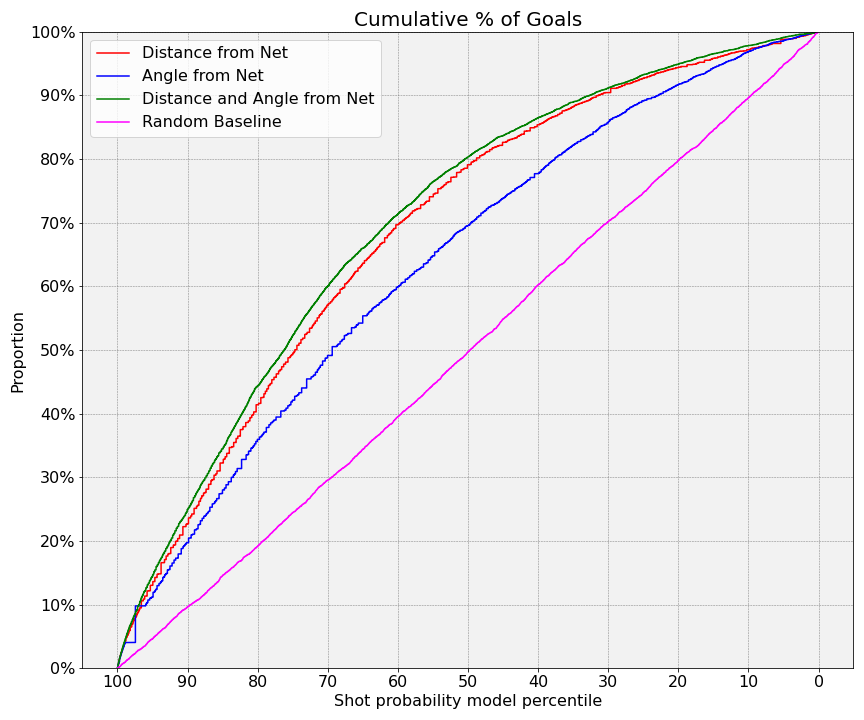 Cumulative % of Goals
Distance from Net
Angle from Net
Distance and Angle from Net
Random Baseline
100%
90%
80%
70%
60%
50%
40%
30%
20%
10%
0%
Proportion
100 90 80 70 60 50 40 30 20 10 0
Shot probability model percentile